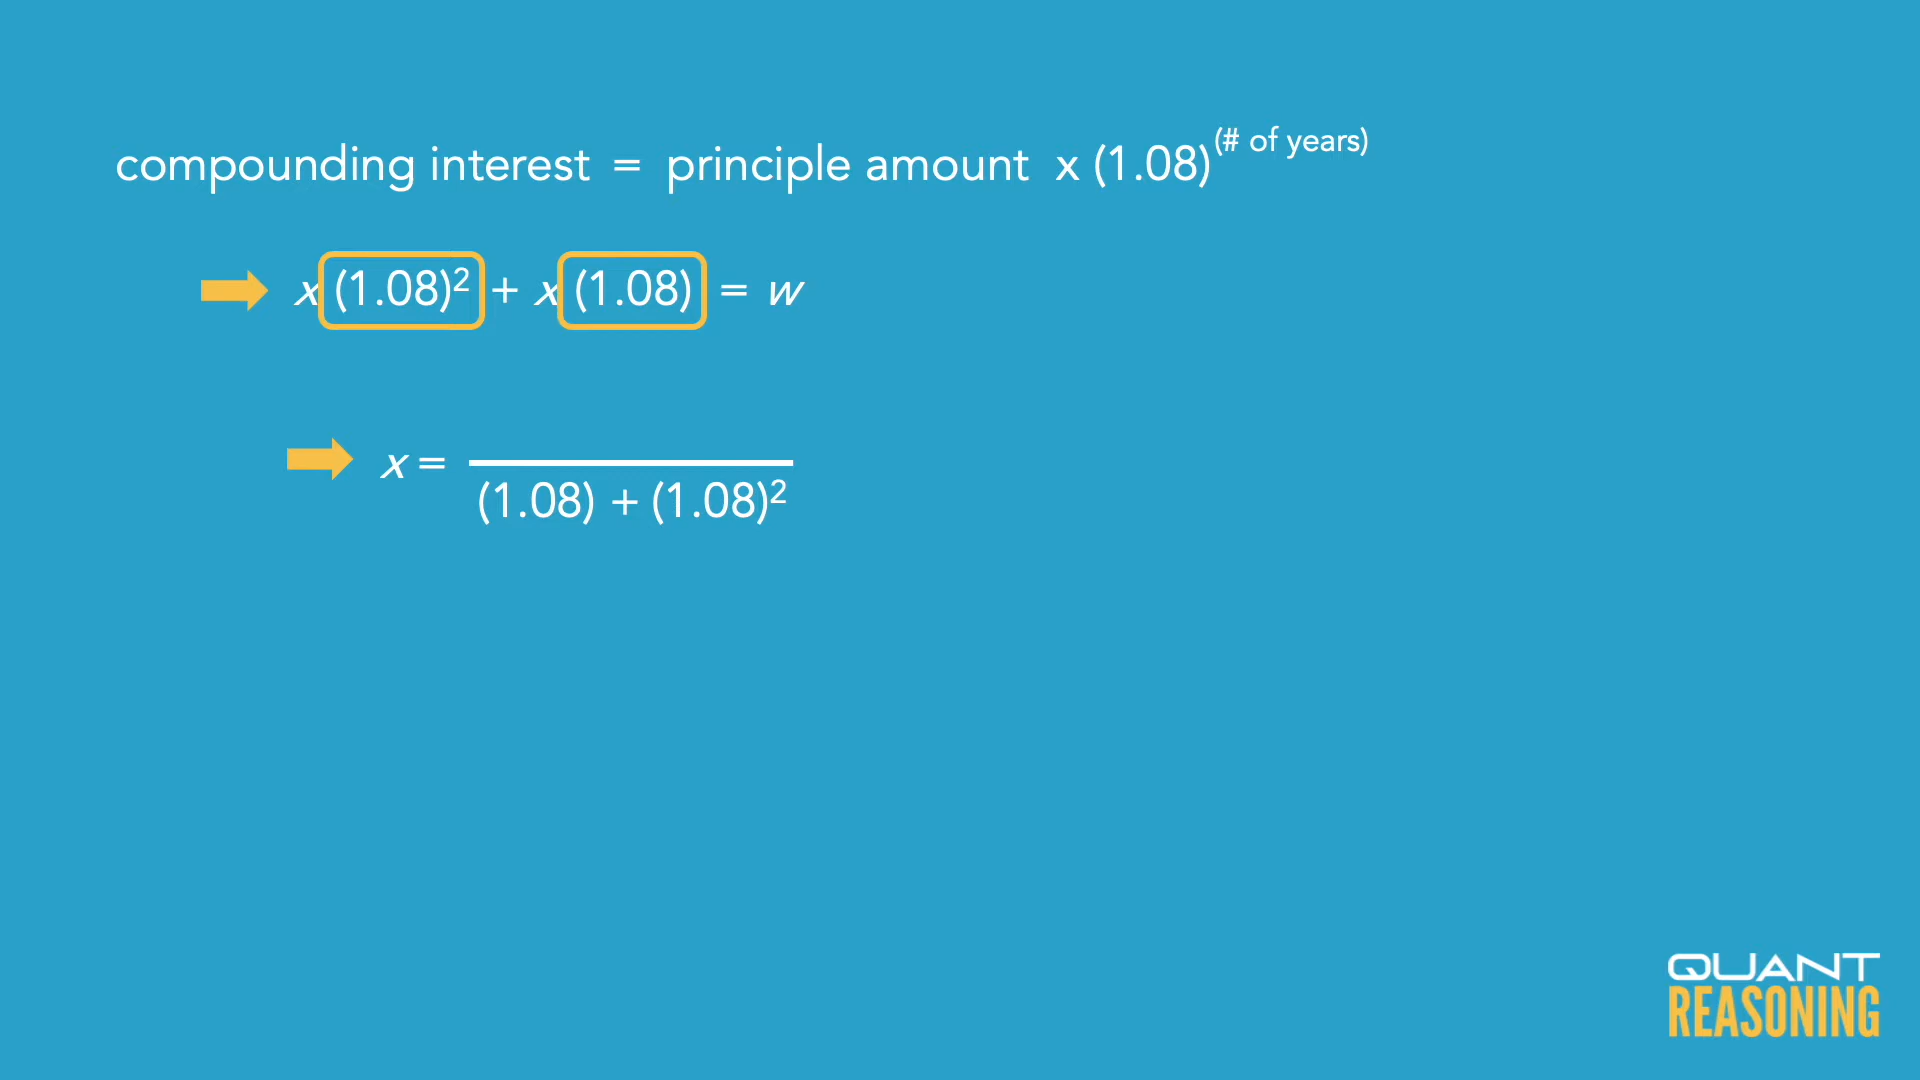 compounding interest = principle amount x (1.08)^(# of years)
x (1.08)² + x (1.08) = w
x =
(1.08) + (1.08)²
QUANT
REASONING